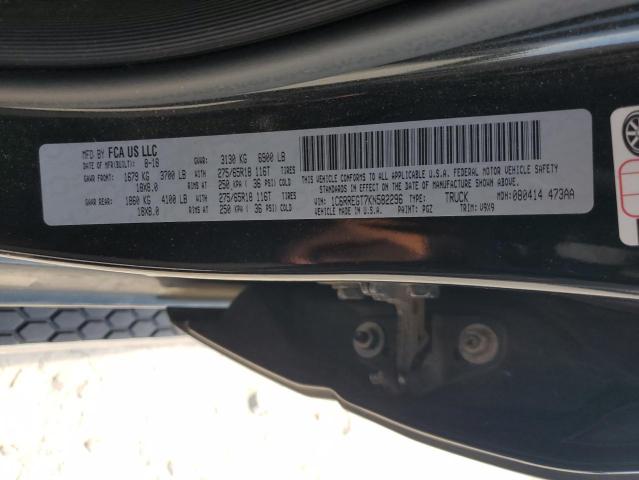 MFD BY FCA US LLC
DATE OF MFR(BUILT): 8-18 GVWR: 3130 KG 6900 LB
GAWR FRONT: 1679 KG 3700 LB WITH 275/65R18 116T TIRES
18X8.0 RIMS AT 250 KPA ( 36 PSI) COLD
GAWR REAR: 1860 KG 4100 LB WITH 275/65R18 116T TIRES
18X8.0 RIMS AT 250 KPA ( 36 PSI) COLD
THIS VEHICLE CONFORMS TO ALL APPLICABLE U.S.A. FEDERAL MOTOR VEHICLE SAFETY
STANDARDS IN EFFECT ON THE DATE OF MANUFACTURE SHOWN ABOVE.
VIN: 1C6RREGT7KN582296 TYPE: TRUCK MDH:080414 473AA
MADE IN U.S.A. PAINT: PGZ TRIM: V9X9